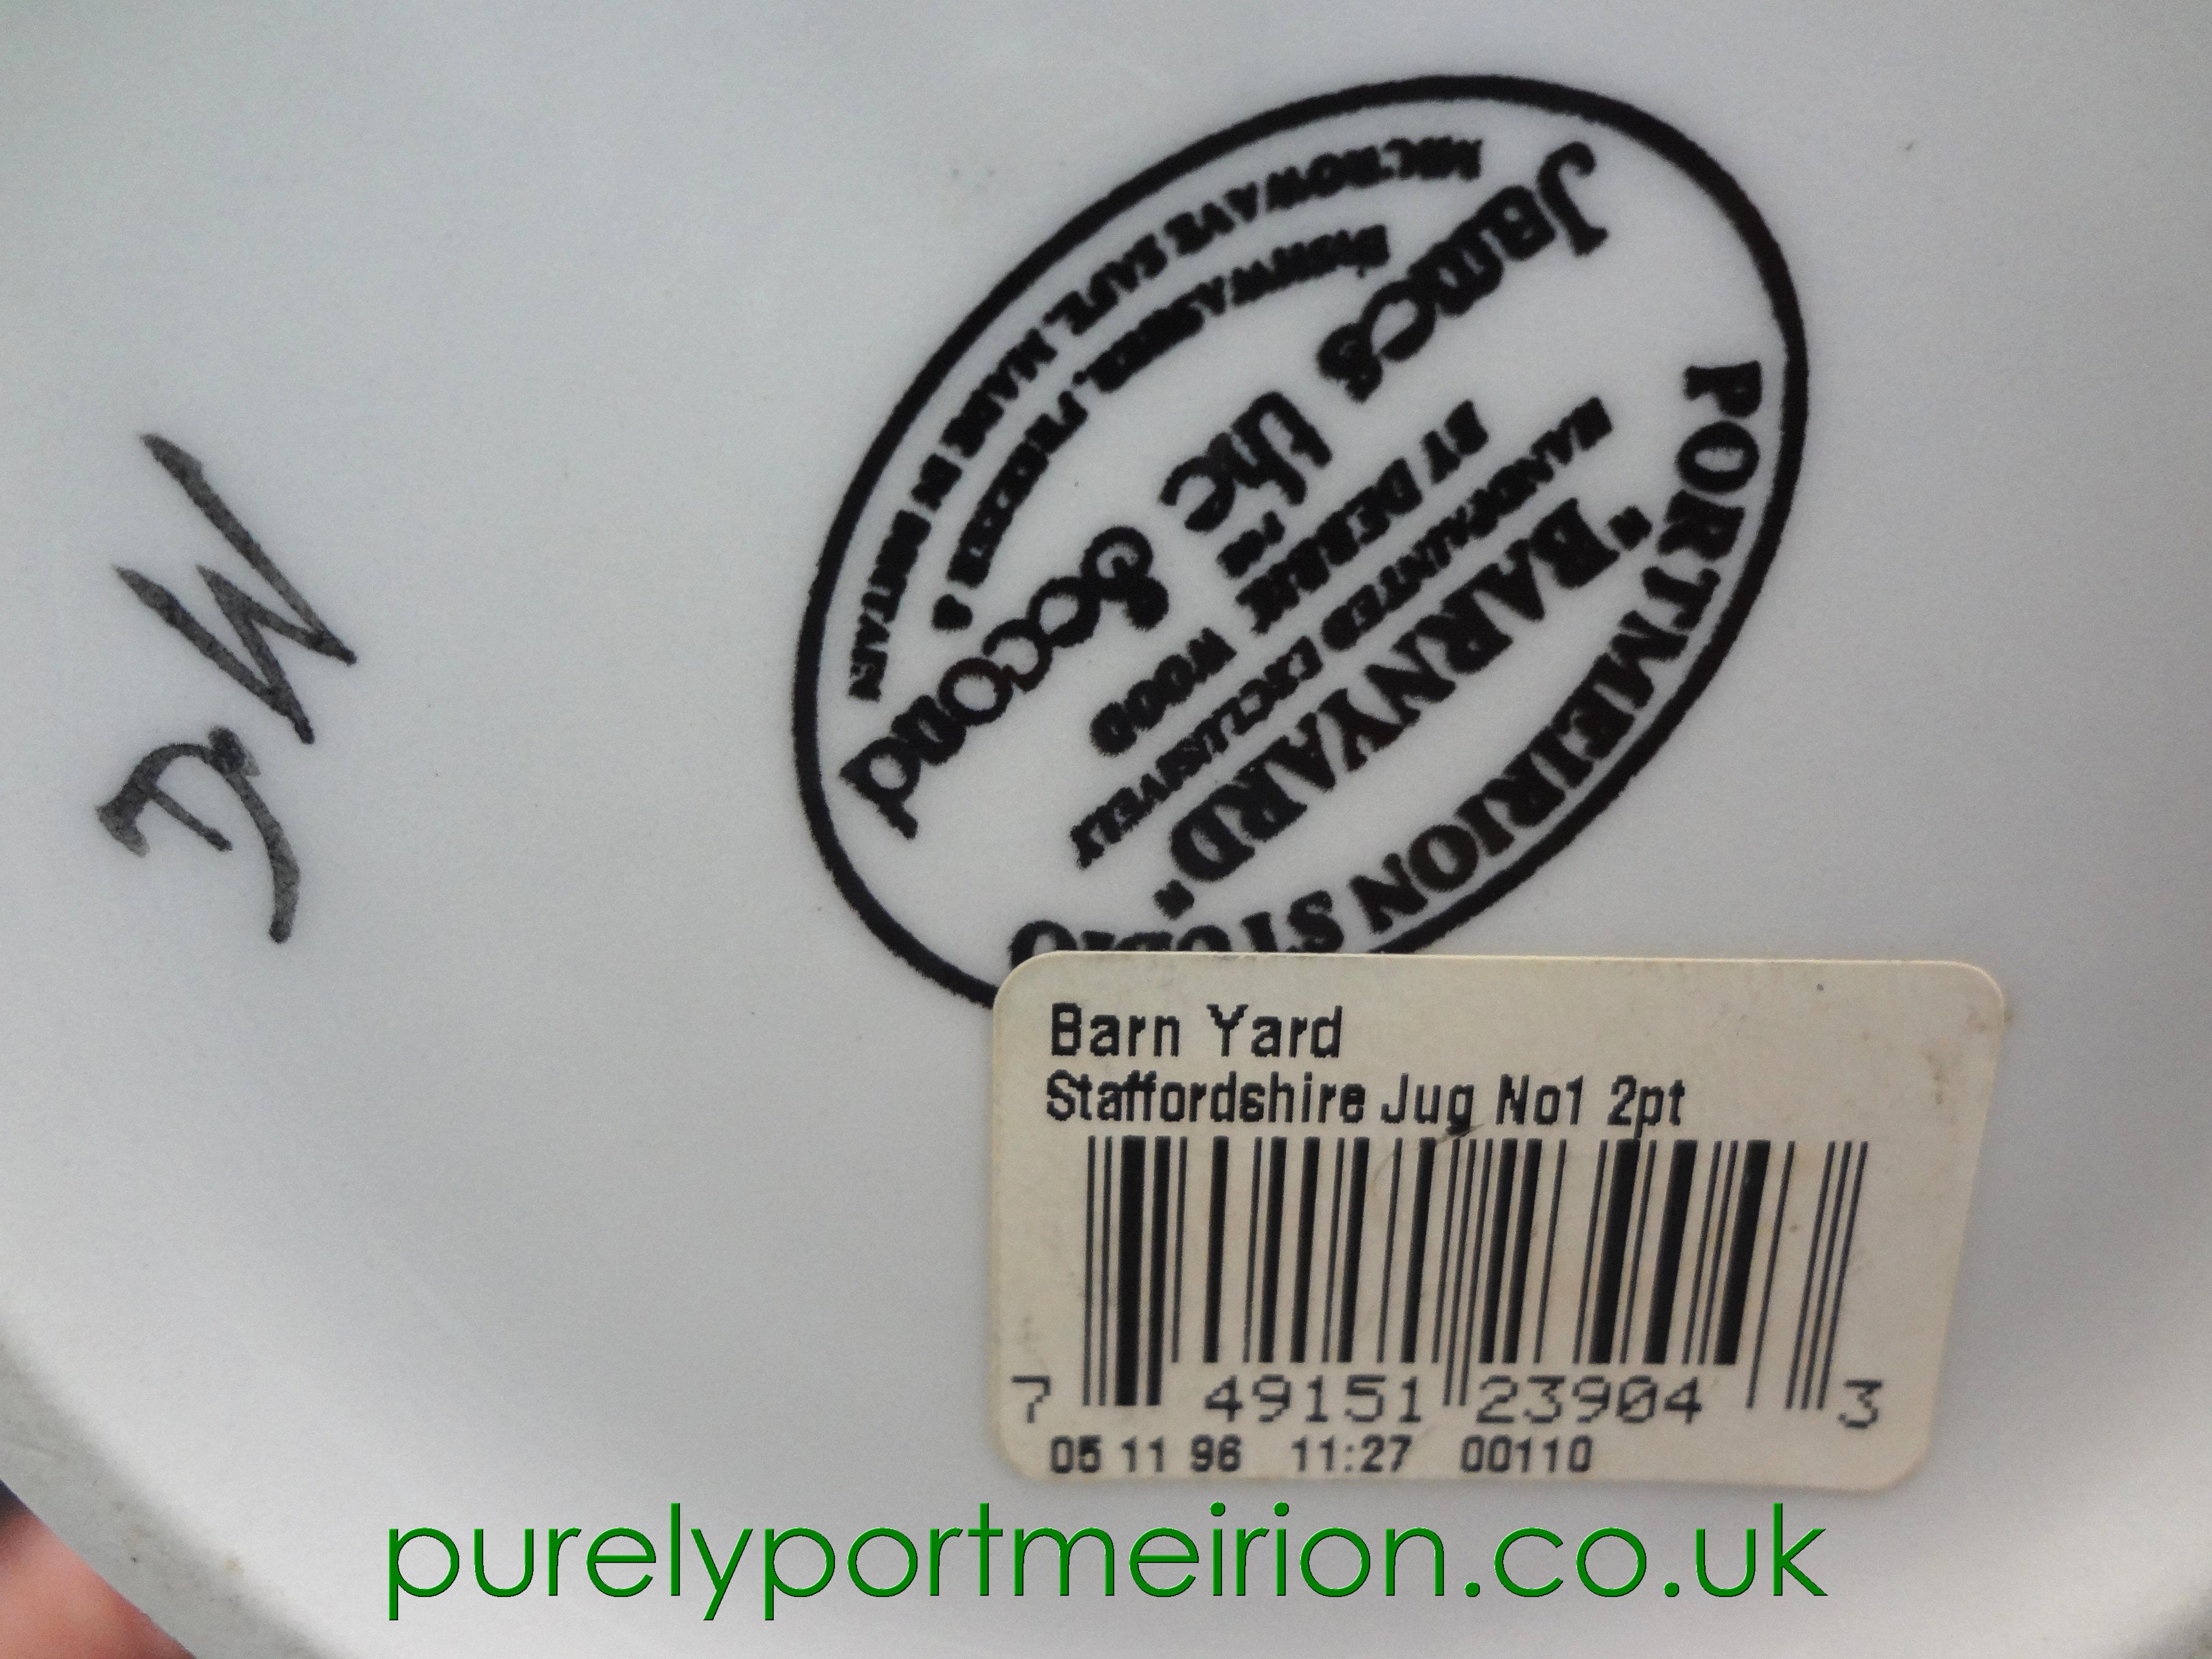 PORTMEIRION STUDIO
"BARNYARD"
HANDPAINTED EXCLUSIVELY
BY DEBBIE WOOD
FOR
James the Second
DISHWASHER, FREEZER &
MICROWAVE SAFE. MADE IN BRITAIN
D.W
Barn Yard
Staffordshire Jug No1 2pt
7 49151 23904 3
05 11 96 11:27 00110
purelyportmeirion.co.uk